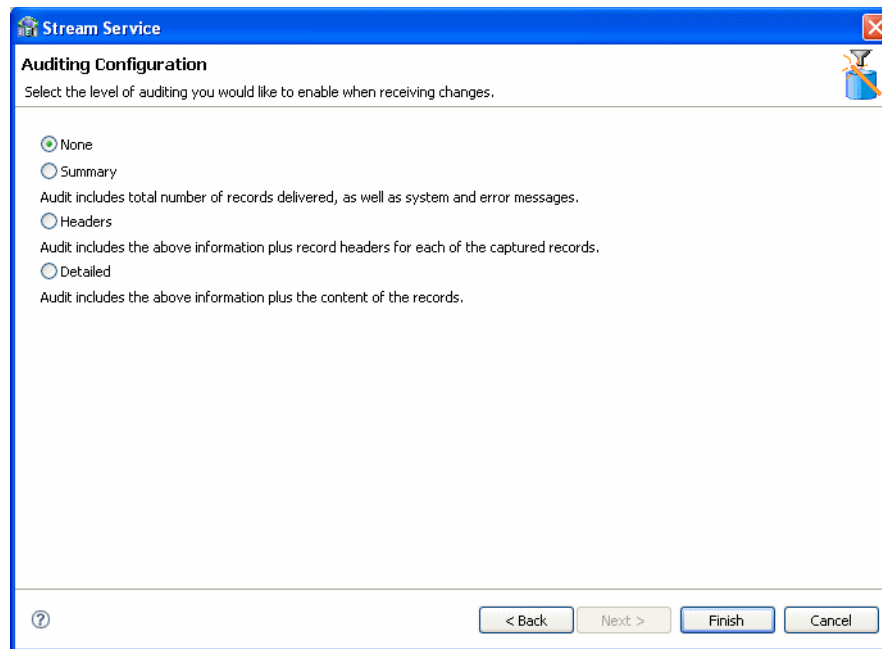 Stream Service
Auditing Configuration
Select the level of auditing you would like to enable when receiving changes.
None
Summary
Audit includes total number of records delivered, as well as system and error messages.
Headers
Audit includes the above information plus record headers for each of the captured records.
Detailed
Audit includes the above information plus the content of the records.
? < Back Next > Finish Cancel